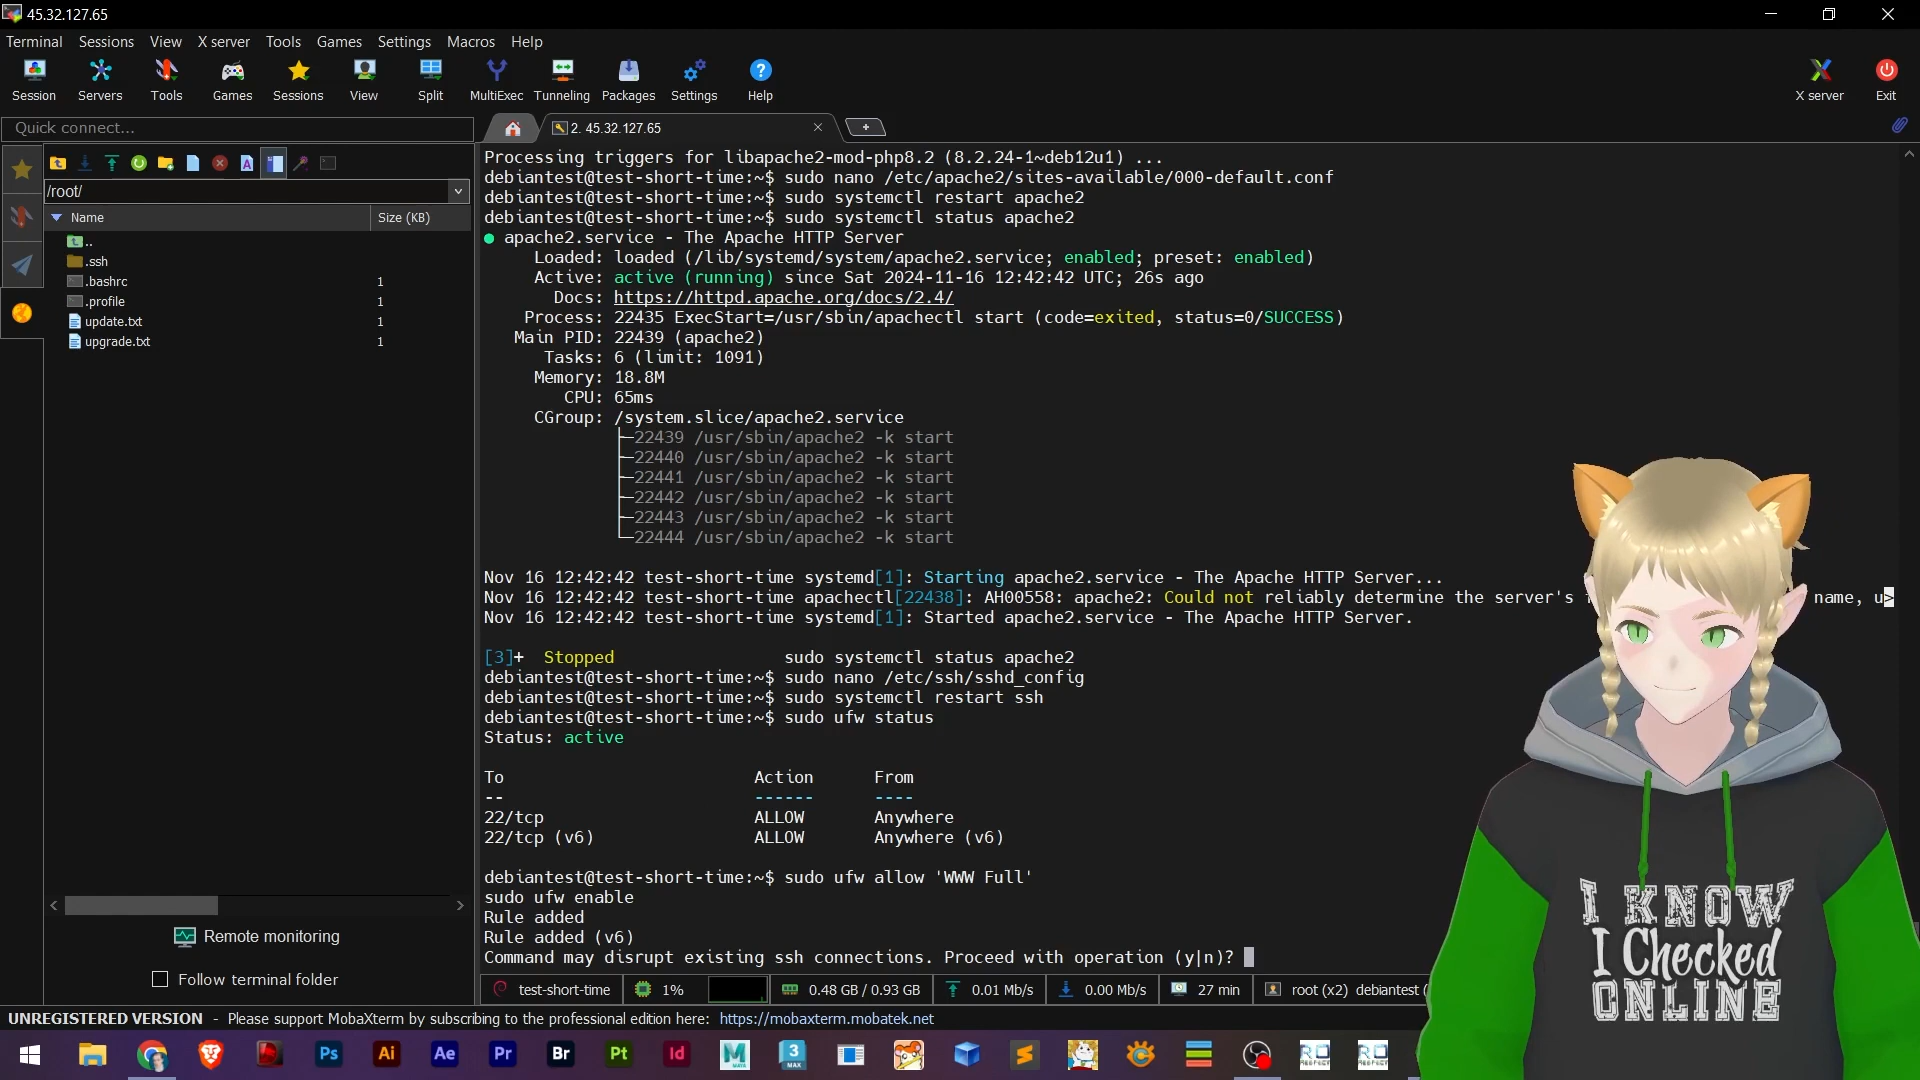 45.32.127.65
Terminal Sessions View X server Tools Games Settings Macros Help
Session Servers Tools Games Sessions View Split MultiExec Tunneling Packages Settings Help X server Exit
Quick connect...
2. 45.32.127.65
/root/
Name Size (KB)
..
.ssh
.bashrc 1
.profile 1
update.txt 1
upgrade.txt 1
Remote monitoring
Follow terminal folder
Processing triggers for libapache2-mod-php8.2 (8.2.24-1~deb12u1) ...
debiantest@test-short-time:~$ sudo nano /etc/apache2/sites-available/000-default.conf
debiantest@test-short-time:~$ sudo systemctl restart apache2
debiantest@test-short-time:~$ sudo systemctl status apache2
● apache2.service - The Apache HTTP Server
Loaded: loaded (/lib/systemd/system/apache2.service; enabled; preset: enabled)
Active: active (running) since Sat 2024-11-16 12:42:42 UTC; 26s ago
Docs: https://httpd.apache.org/docs/2.4/
Process: 22435 ExecStart=/usr/sbin/apachectl start (code=exited, status=0/SUCCESS)
Main PID: 22439 (apache2)
Tasks: 6 (limit: 1091)
Memory: 18.8M
CPU: 65ms
CGroup: /system.slice/apache2.service
├─22439 /usr/sbin/apache2 -k start
├─22440 /usr/sbin/apache2 -k start
├─22441 /usr/sbin/apache2 -k start
├─22442 /usr/sbin/apache2 -k start
├─22443 /usr/sbin/apache2 -k start
└─22444 /usr/sbin/apache2 -k start
Nov 16 12:42:42 test-short-time systemd[1]: Starting apache2.service - The Apache HTTP Server...
Nov 16 12:42:42 test-short-time apachectl[22438]: AH00558: apache2: Could not reliably determine the server's name, u>
Nov 16 12:42:42 test-short-time systemd[1]: Started apache2.service - The Apache HTTP Server.
[3]+ Stopped sudo systemctl status apache2
debiantest@test-short-time:~$ sudo nano /etc/ssh/sshd_config
debiantest@test-short-time:~$ sudo systemctl restart ssh
debiantest@test-short-time:~$ sudo ufw status
Status: active
To Action From
-- ------ ----
22/tcp ALLOW Anywhere
22/tcp (v6) ALLOW Anywhere (v6)
debiantest@test-short-time:~$ sudo ufw allow 'WWW Full'
sudo ufw enable
Rule added
Rule added (v6)
Command may disrupt existing ssh connections. Proceed with operation (y|n)?
I KNOW
I Checked
ONLINE
test-short-time 1% 0.48 GB / 0.93 GB 0.01 Mb/s 0.00 Mb/s 27 min root (x2) debiantest (
UNREGISTERED VERSION - Please support MobaXterm by subscribing to the professional edition here: https://mobaxterm.mobatek.net
Ps Ai Ae Pr Br Pt Id M 3